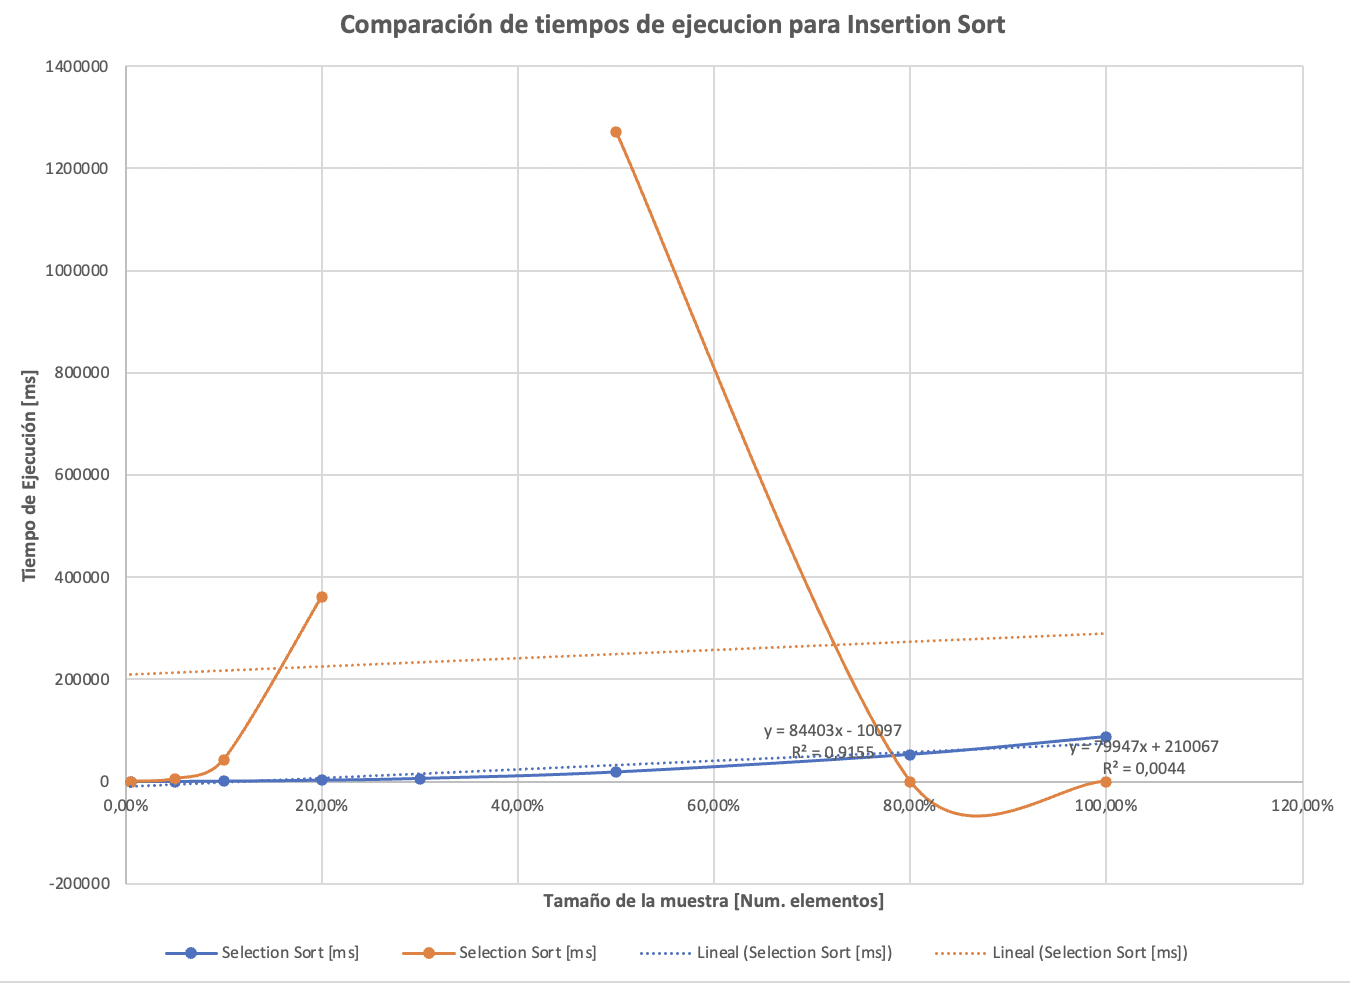 Comparación de tiempos de ejecucion para Insertion Sort
1400000
1200000
1000000
800000
600000
400000
200000
0
-200000
Tiempo de Ejecución [ms]
y = 84403x - 10097
R² = 0,9155
y = 79947x + 210067
R² = 0,0044
0,00% 20,00% 40,00% 60,00% 80,00% 100,00% 120,00%
Tamaño de la muestra [Num. elementos]
Selection Sort [ms] Selection Sort [ms] Lineal (Selection Sort [ms]) Lineal (Selection Sort [ms])